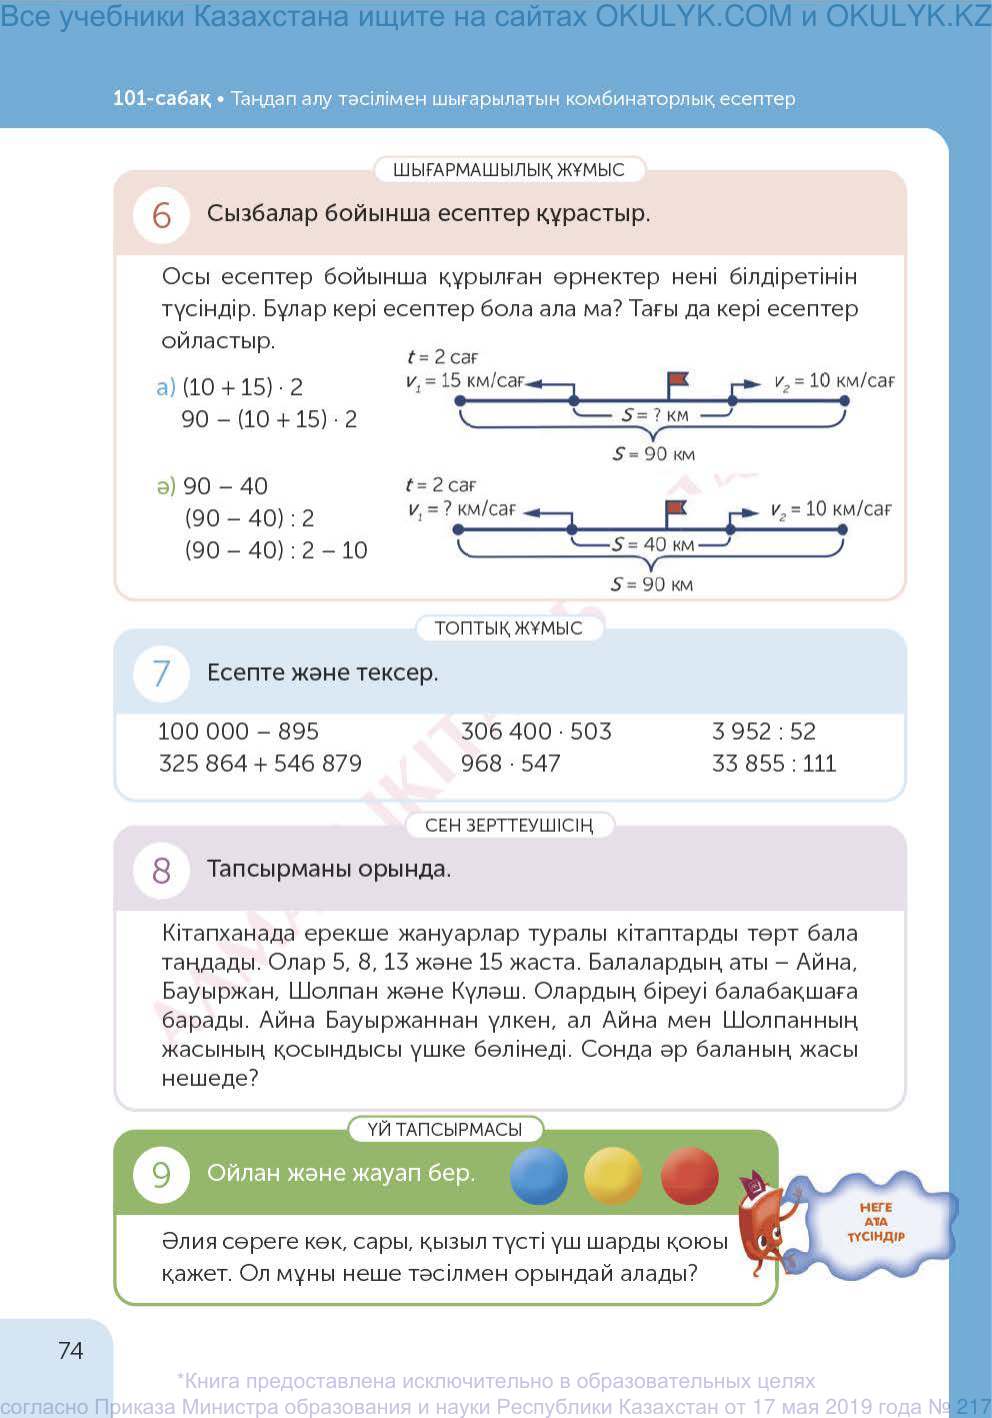 Все учебники Казахстана ищите на сайтах OKULYK.COM и OKULYK.KZ
101-сабақ • Таңдап алу тәсілімен шығарылатын комбинаторлық есептер
ШЫҒАРМАШЫЛЫҚ ЖҰМЫС
6 Сызбалар бойынша есептер құрастыр.
Осы есептер бойынша құрылған өрнектер нені білдіретінін
түсіндір. Бұлар кері есептер бола ала ма? Тағы да кері есептер
ойластыр.
а) (10 + 15) · 2
90 – (10 + 15) · 2
t = 2 сағ
v₁ = 15 км/сағ
v₂ = 10 км/сағ
S = ? км
S = 90 км
ә) 90 – 40
(90 – 40) : 2
(90 – 40) : 2 – 10
t = 2 сағ
v₁ = ? км/сағ
v₂ = 10 км/сағ
S = 40 км
S = 90 км
ТОПТЫҚ ЖҰМЫС
7 Есепте және тексер.
100 000 – 895 306 400 · 503 3 952 : 52
325 864 + 546 879 968 · 547 33 855 : 111
СЕН ЗЕРТТЕУШІСІҢ
8 Тапсырманы орында.
Кітапханада ерекше жануарлар туралы кітаптарды төрт бала
таңдады. Олар 5, 8, 13 және 15 жаста. Балалардың аты – Айна,
Бауыржан, Шолпан және Күләш. Олардың біреуі балабақшаға
барады. Айна Бауыржаннан үлкен, ал Айна мен Шолпанның
жасының қосындысы үшке бөлінеді. Сонда әр баланың жасы
нешеде?
ҮЙ ТАПСЫРМАСЫ
9 Ойлан және жауап бер.
Әлия сөреге көк, сары, қызыл түсті үш шарды қоюы
қажет. Ол мұны неше тәсілмен орындай алады?
НЕГЕ
АТА
ТҮСІНДІР
74
*Книга предоставлена исключительно в образовательных целях
согласно Приказа Министра образования и науки Республики Казахстан от 17 мая 2019 года № 217